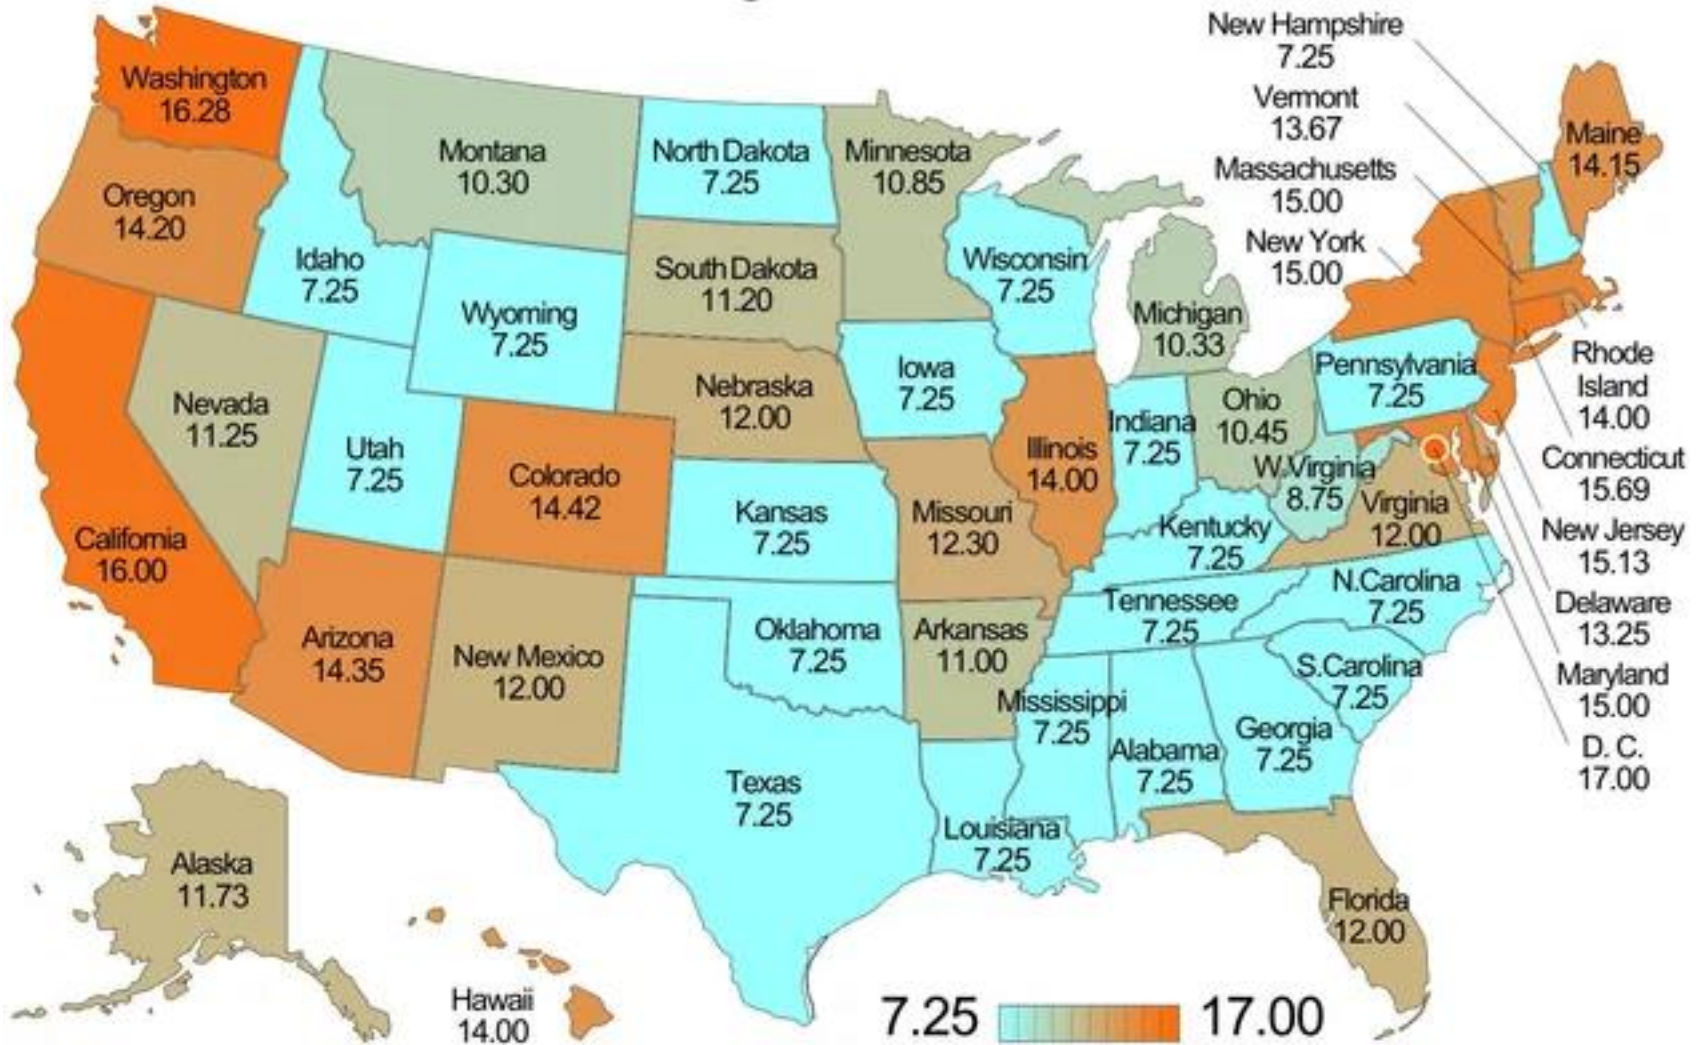 Washington
16.28
Oregon
14.20
California
16.00
Nevada
11.25
Idaho
7.25
Montana
10.30
Wyoming
7.25
Utah
7.25
Colorado
14.42
Arizona
14.35
New Mexico
12.00
North Dakota
7.25
South Dakota
11.20
Nebraska
12.00
Kansas
7.25
Oklahoma
7.25
Texas
7.25
Minnesota
10.85
Iowa
7.25
Missouri
12.30
Arkansas
11.00
Louisiana
7.25
Wisconsin
7.25
Illinois
14.00
Michigan
10.33
Indiana
7.25
Ohio
10.45
Kentucky
7.25
Tennessee
7.25
Mississippi
7.25
Alabama
7.25
Georgia
7.25
Florida
12.00
S.Carolina
7.25
N.Carolina
7.25
Virginia
12.00
W.Virginia
8.75
Pennsylvania
7.25
New Hampshire
7.25
Vermont
13.67
Massachusetts
15.00
New York
15.00
Maine
14.15
Rhode
Island
14.00
Connecticut
15.69
New Jersey
15.13
Delaware
13.25
Maryland
15.00
D. C.
17.00
Alaska
11.73
Hawaii
14.00
7.25 17.00